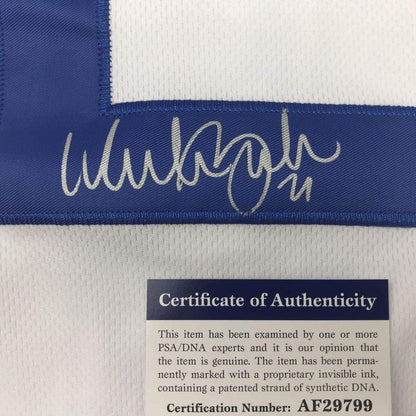 21
Certificate of Authenticity
This item has been examined by one or more
PSA/DNA experts and it is our opinion that
the item is genuine. The item has been perma-
nently marked with a proprietary invisible ink,
containing a patented strand of synthetic DNA.
Certification Number: AF29799